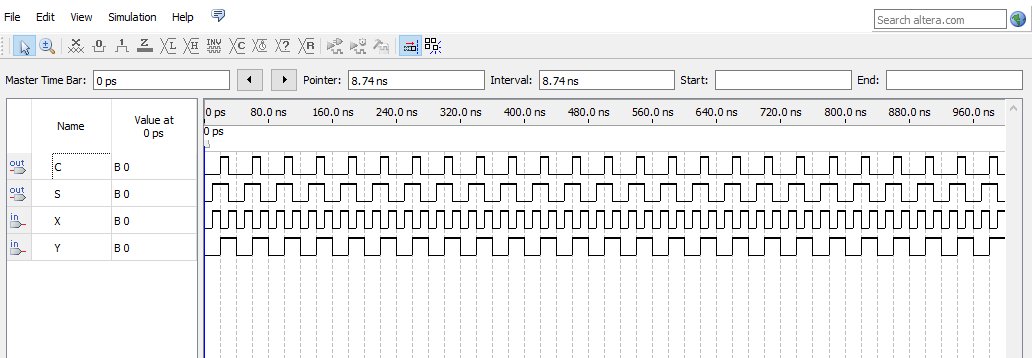 File Edit View Simulation Help
Search altera.com
Master Time Bar: 0 ps Pointer: 8.74 ns Interval: 8.74 ns Start: End:
Name Value at 0 ps
0 ps 80.0 ns 160.0 ns 240.0 ns 320.0 ns 400.0 ns 480.0 ns 560.0 ns 640.0 ns 720.0 ns 800.0 ns 880.0 ns 960.0 ns
0 ps
out C B 0
out S B 0
in X B 0
in Y B 0